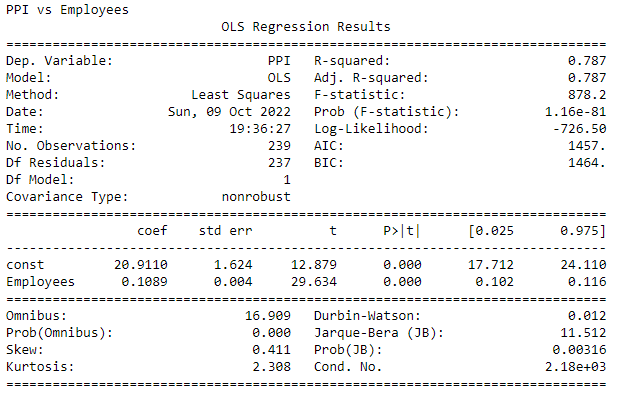 PPI vs Employees
OLS Regression Results
==============================================================================
Dep. Variable:                    PPI   R-squared:                       0.787
Model:                            OLS   Adj. R-squared:                  0.787
Method:                 Least Squares   F-statistic:                     878.2
Date:                Sun, 09 Oct 2022   Prob (F-statistic):           1.16e-81
Time:                        19:36:27   Log-Likelihood:                -726.50
No. Observations:                 239   AIC:                             1457.
Df Residuals:                     237   BIC:                             1464.
Df Model:                           1
Covariance Type:            nonrobust
==============================================================================
                 coef    std err          t      P>|t|      [0.025      0.975]
------------------------------------------------------------------------------
const         20.9110      1.624     12.879      0.000      17.712      24.110
Employees      0.1089      0.004     29.634      0.000       0.102       0.116
==============================================================================
Omnibus:                       16.909   Durbin-Watson:                   0.012
Prob(Omnibus):                  0.000   Jarque-Bera (JB):               11.512
Skew:                           0.411   Prob(JB):                      0.00316
Kurtosis:                       2.308   Cond. No.                     2.18e+03
==============================================================================